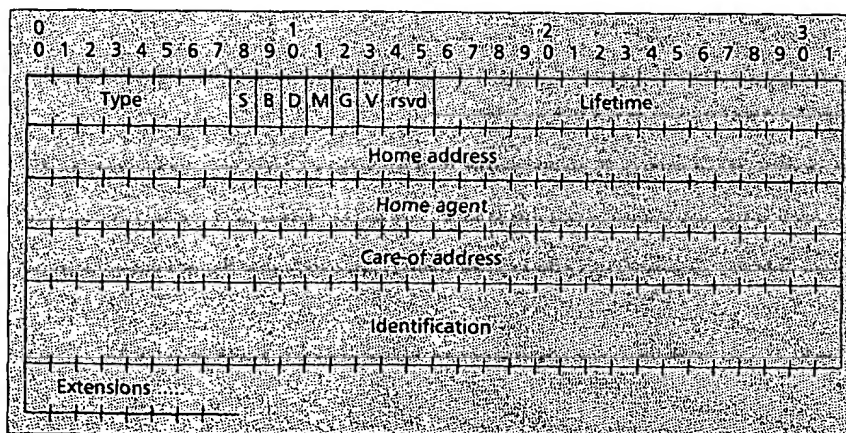 0 1 2 3
0 1 2 3 4 5 6 7 8 9 0 1 2 3 4 5 6 7 8 9 0 1 2 3 4 5 6 7 8 9 0 1
Type S B D M G V rsvd Lifetime
Home address
Home agent
Care-of address
Identification
Extensions......